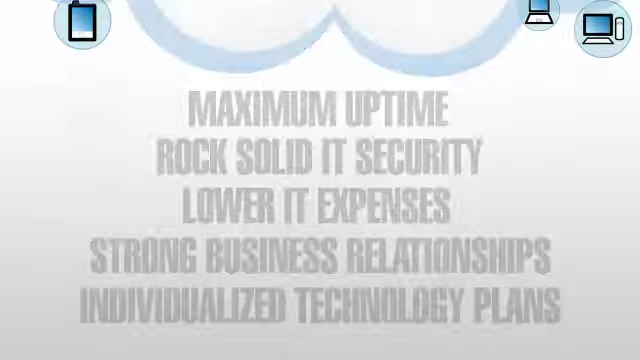 MAXIMUM UPTIME
ROCK SOLID IT SECURITY
LOWER IT EXPENSES
STRONG BUSINESS RELATIONSHIPS
INDIVIDUALIZED TECHNOLOGY PLANS